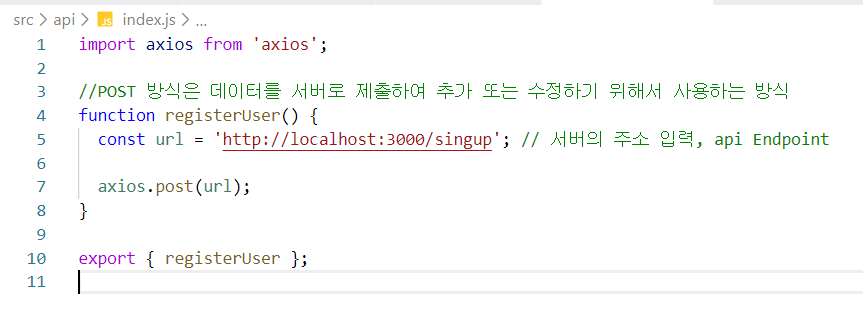 src > api > JS index.js > ...
1 import axios from 'axios';
2
3 //POST 방식은 데이터를 서버로 제출하여 추가 또는 수정하기 위해서 사용하는 방식
4 function registerUser() {
5 const url = 'http://localhost:3000/singup'; // 서버의 주소 입력, api Endpoint
6
7 axios.post(url);
8 }
9
10 export { registerUser };
11